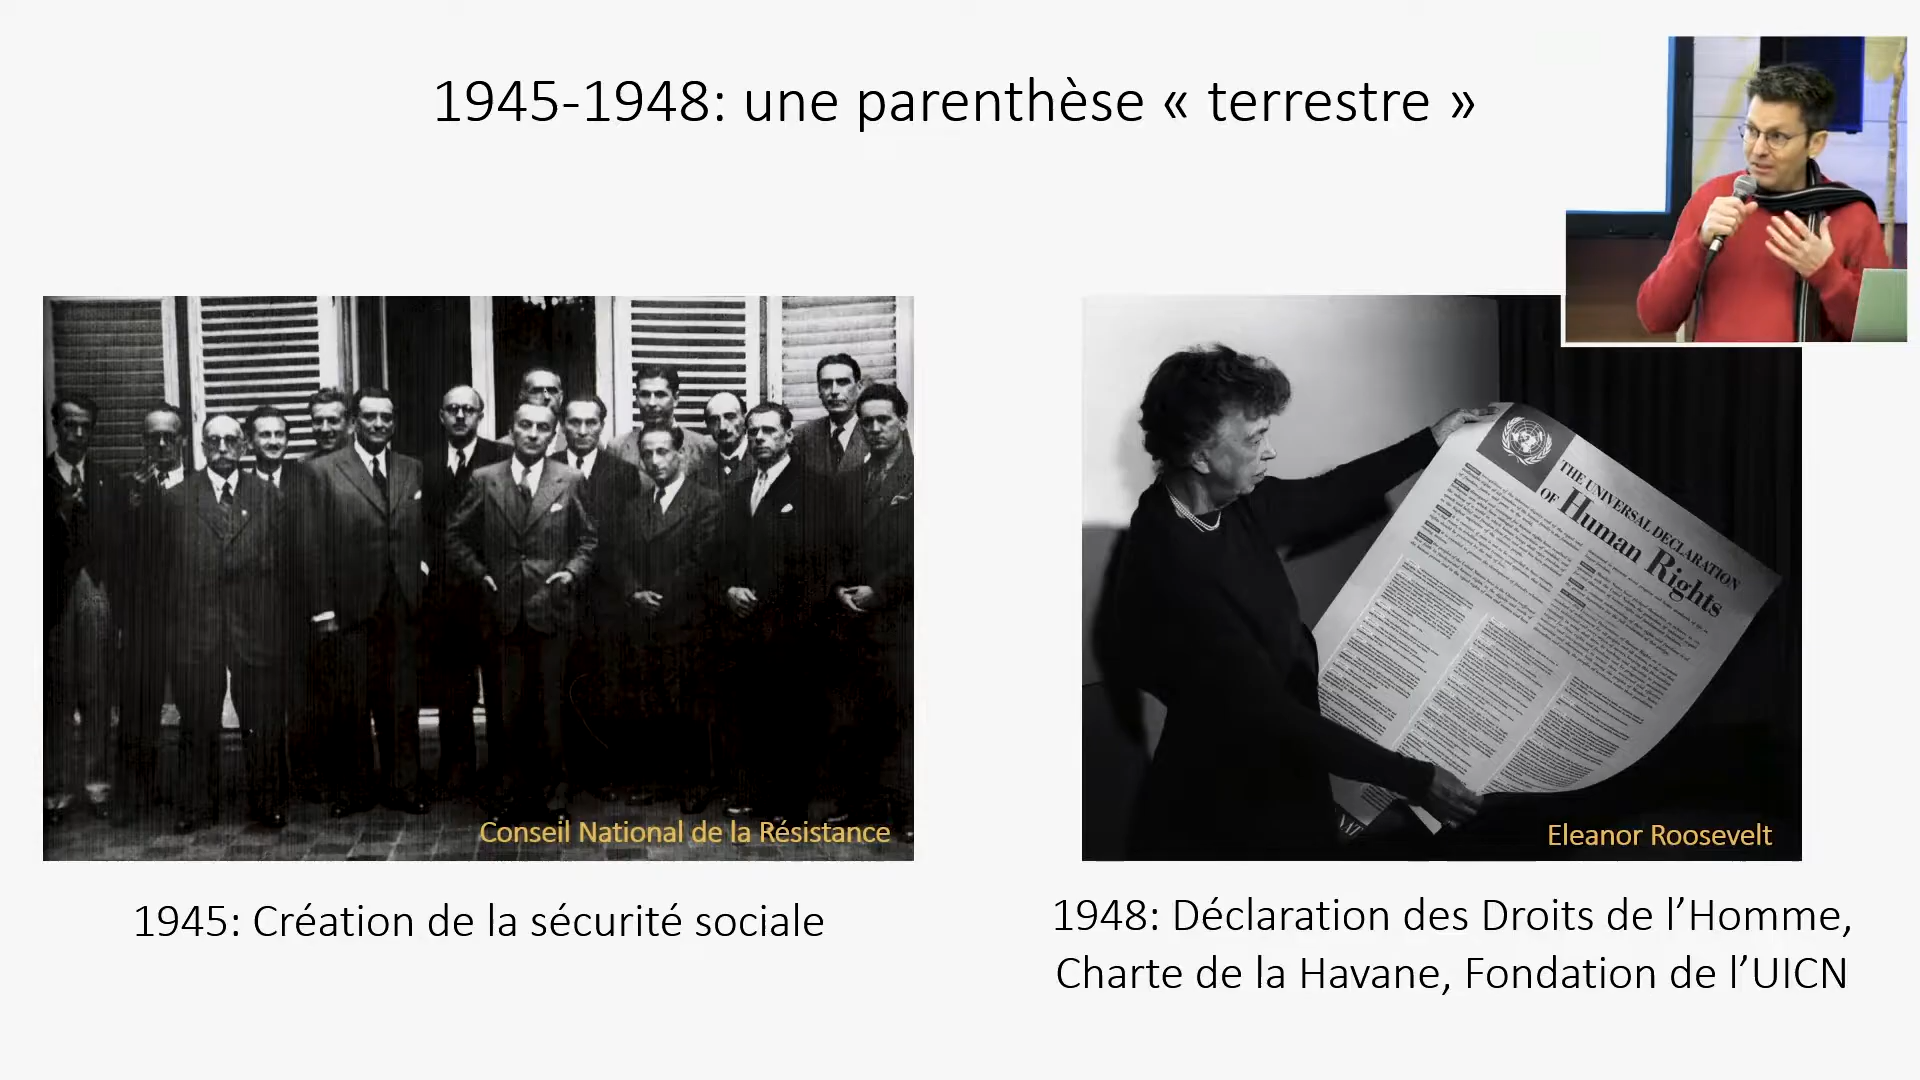 1945-1948: une parenthèse « terrestre »
THE UNIVERSAL DECLARATION
OF Human Rights
Conseil National de la Résistance
Eleanor Roosevelt
1945: Création de la sécurité sociale
1948: Déclaration des Droits de l’Homme,
Charte de la Havane, Fondation de l’UICN